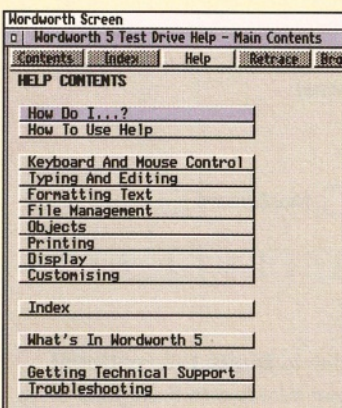 Wordworth Screen
Wordworth 5 Test Drive Help - Main Contents
Contents Index Help Retrace Bro
HELP CONTENTS
How Do I...?
How To Use Help
Keyboard And Mouse Control
Typing And Editing
Formatting Text
File Management
Objects
Printing
Display
Customising
Index
What's In Wordworth 5
Getting Technical Support
Troubleshooting